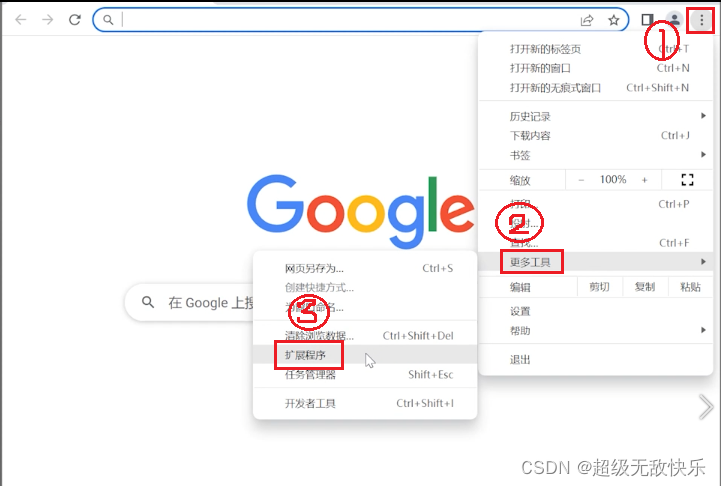 ①
打开新的标签页 Ctrl+T
打开新的窗口 Ctrl+N
打开新的无痕式窗口 Ctrl+Shift+N
历史记录
下载内容 Ctrl+J
书签
缩放 − 100% +
打印... Ctrl+P
②
查找... Ctrl+F
更多工具
编辑 剪切 复制 粘贴
设置
帮助
退出
Google
在 Google 上搜
网页另存为... Ctrl+S
创建快捷方式...
③
清除浏览数据... Ctrl+Shift+Del
扩展程序
任务管理器 Shift+Esc
开发者工具 Ctrl+Shift+I
CSDN @超级无敌快乐